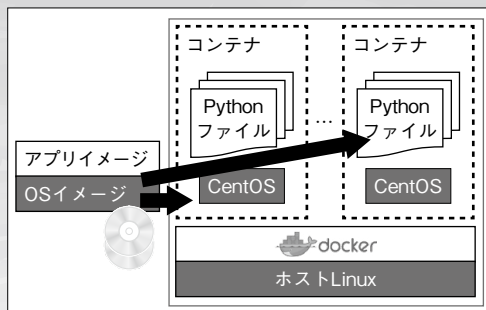 コンテナ
コンテナ
Python
ファイル
…
Python
ファイル
アプリイメージ
OSイメージ
CentOS
CentOS
docker
ホストLinux